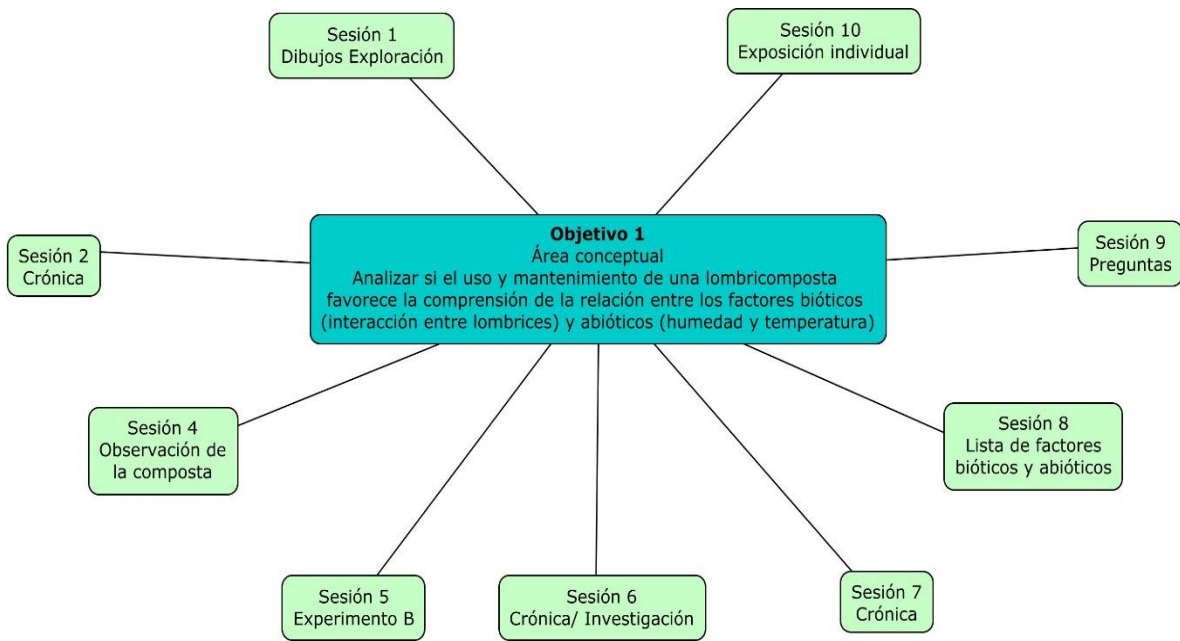 Sesión 1
Dibujos Exploración
Sesión 10
Exposición individual
Objetivo 1
Área conceptual
Analizar si el uso y mantenimiento de una lombricomposta
favorece la comprensión de la relación entre los factores bióticos
(interacción entre lombrices) y abióticos (humedad y temperatura)
Sesión 2
Crónica
Sesión 9
Preguntas
Sesión 4
Observación de
la composta
Sesión 8
Lista de factores
bióticos y abióticos
Sesión 5
Experimento B
Sesión 6
Crónica/ Investigación
Sesión 7
Crónica